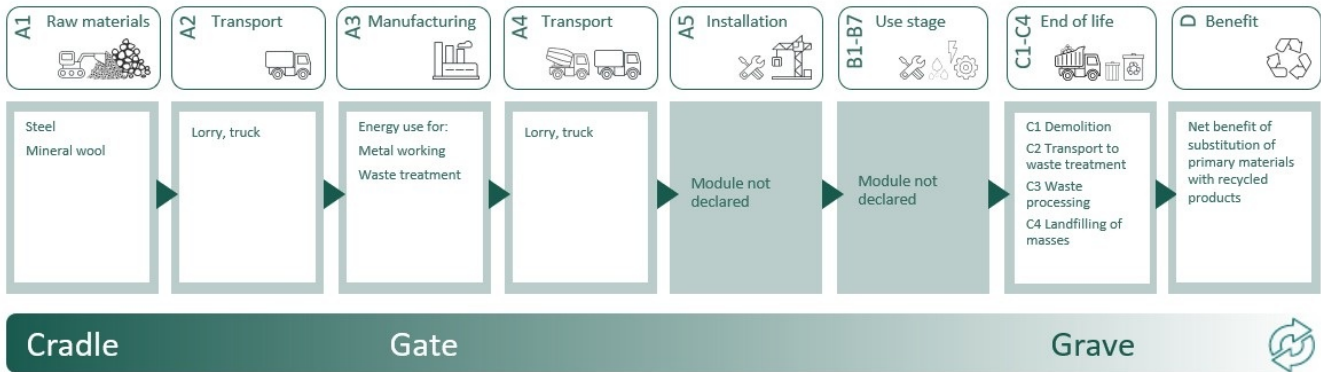 A1 Raw materials
A2 Transport
A3 Manufacturing
A4 Transport
A5 Installation
B1-B7 Use stage
C1-C4 End of life
D Benefit
Steel
Mineral wool
Lorry, truck
Energy use for:
Metal working
Waste treatment
Lorry, truck
Module not
declared
Module not
declared
C1 Demolition
C2 Transport to
waste treatment
C3 Waste
processing
C4 Landfilling of
masses
Net benefit of
substitution of
primary materials
with recycled
products
Cradle
Gate
Grave